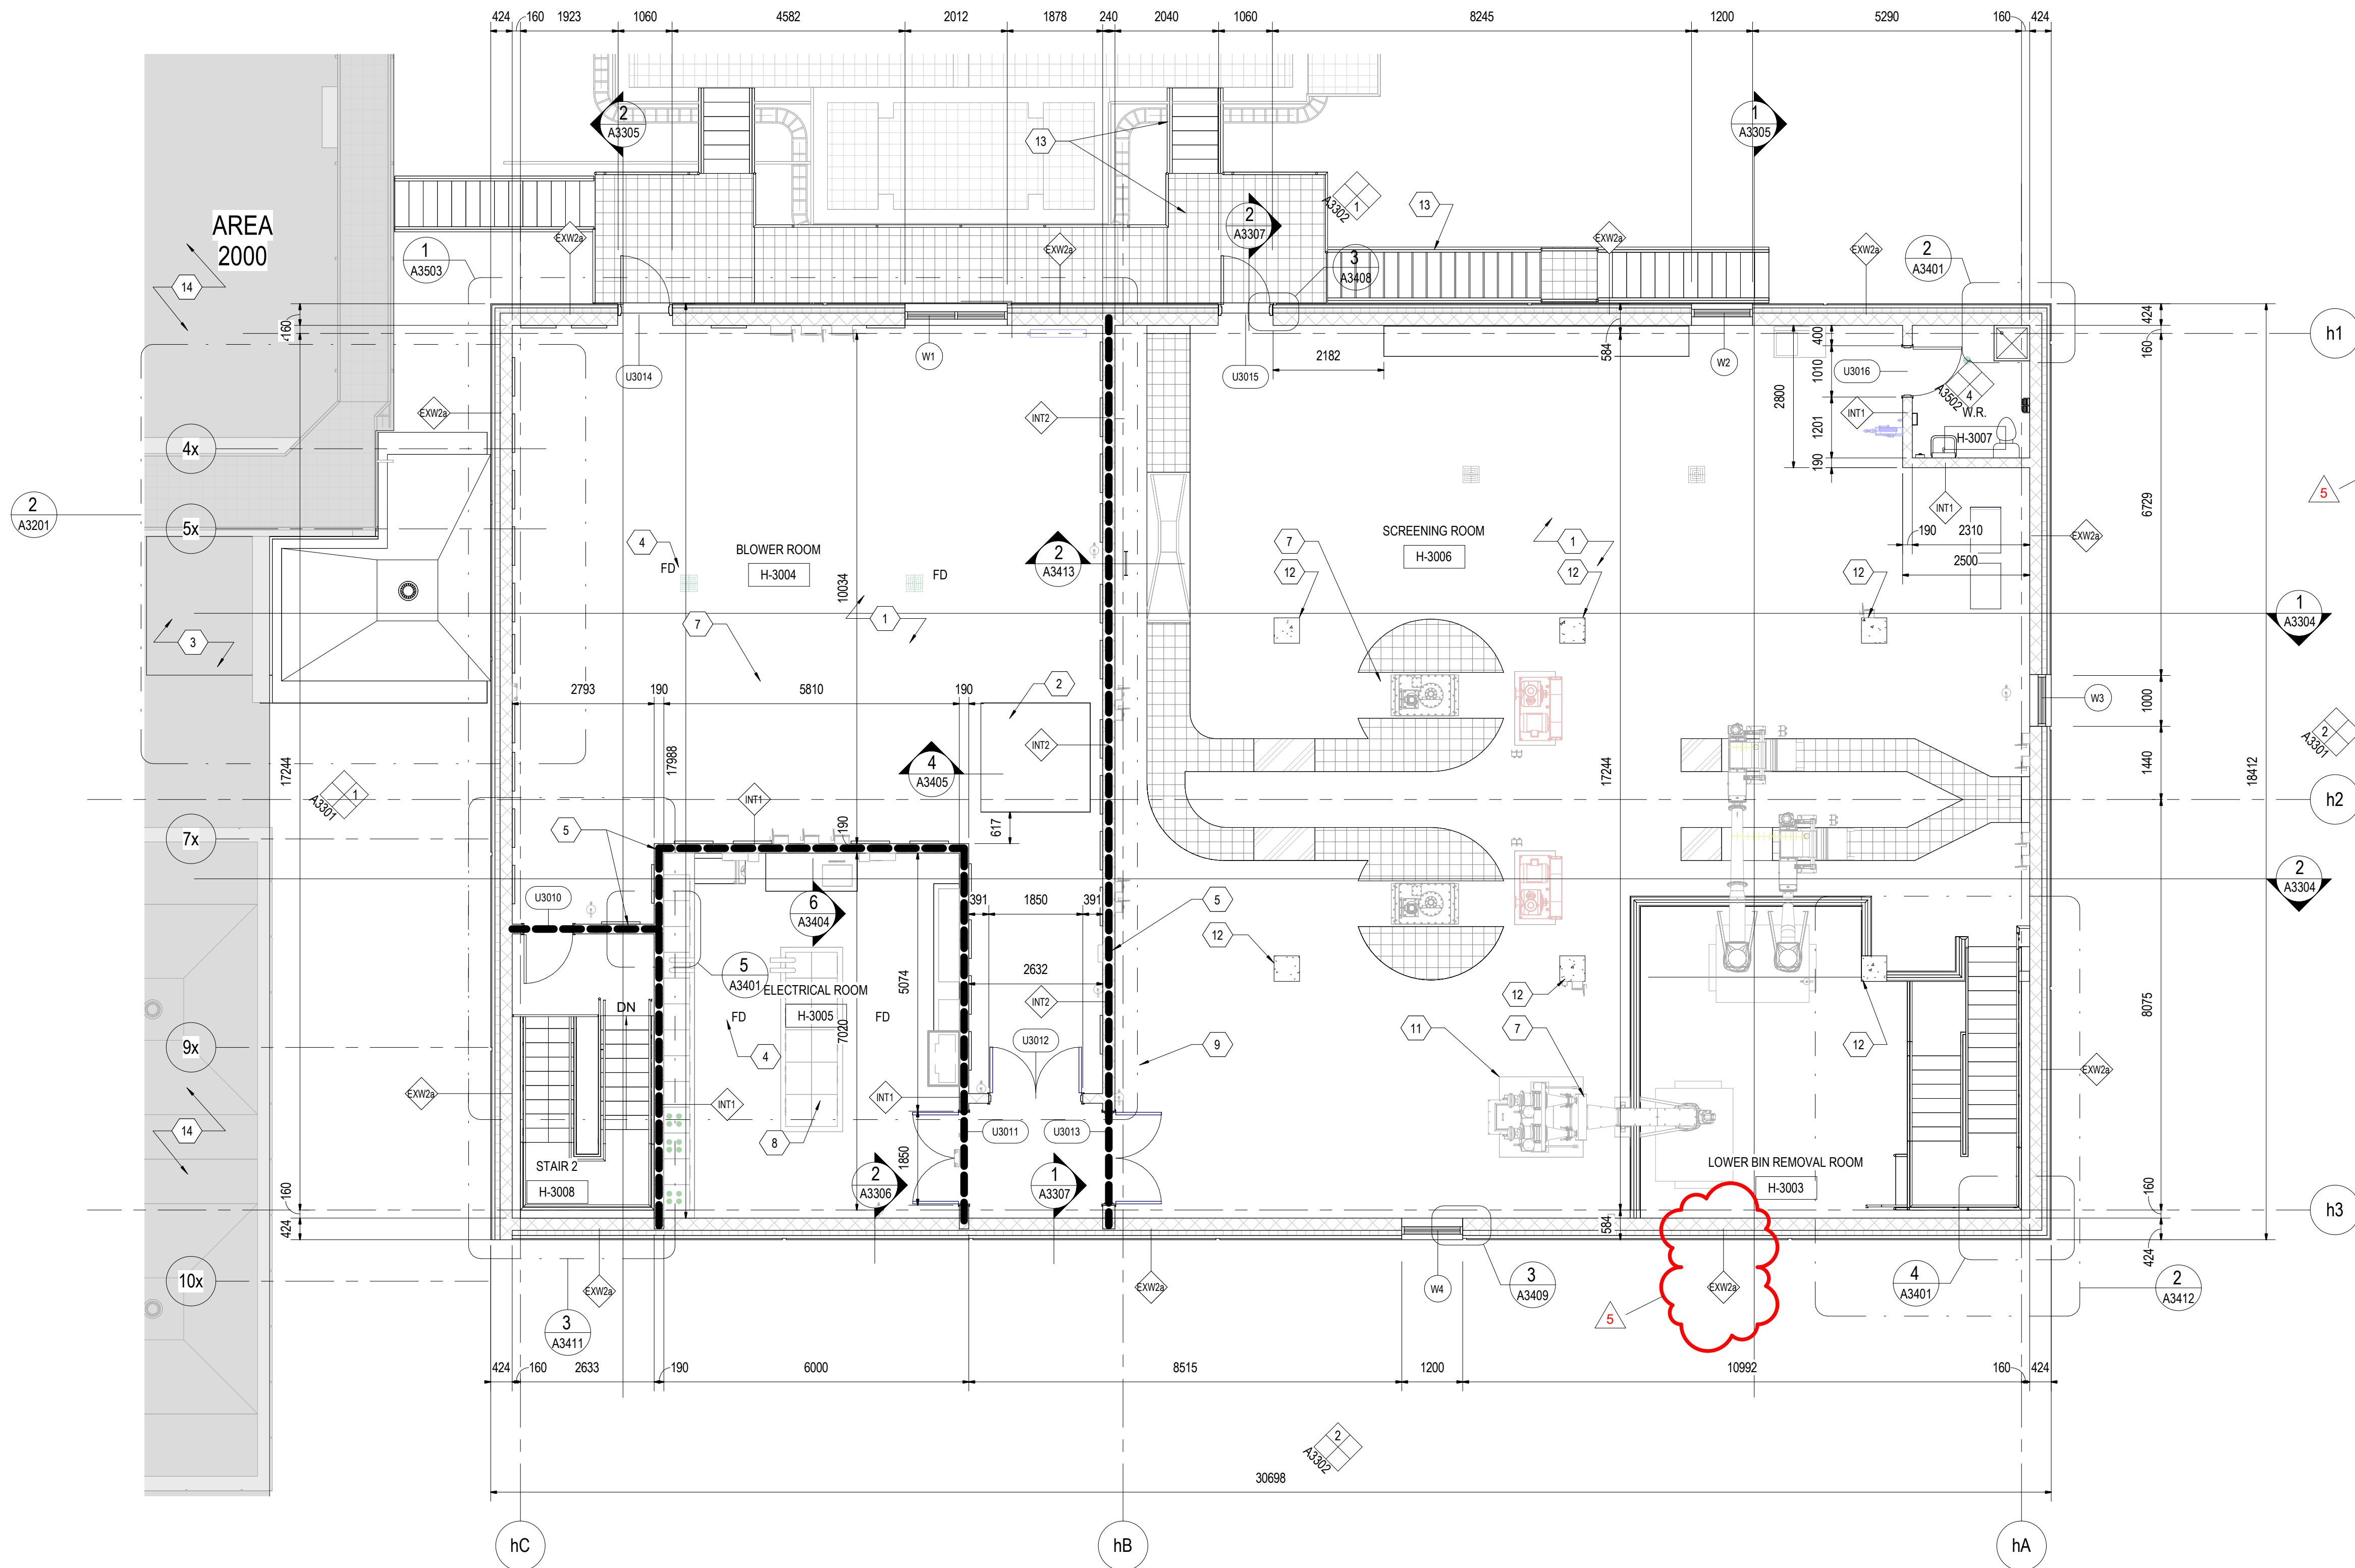 424
160
1923
1060
4582
2012
1878
240
2040
1060
8245
1200
5290
160
424
2
A3305
1
A3305
13
AREA
2000
14
1
A3503
EXW2a
EXW2a
2
A3307
1
A3302
13
3
A3408
EXW2a
EXW2a
2
A3401
160
424
160
h1
U3014
W1
U3015
2182
584
W2
400
1010
2800
1201
190
U3016
4
A3502
W.R.
INT1
H-3007
EXW2a
INT2
4x
5x
2
A3201
5
6729
BLOWER ROOM
H-3004
4
FD
FD
2
A3413
SCREENING ROOM
H-3006
7
1
12
12
12
INT1
190
2310
2500
EXW2a
10034
7
1
3
1
A3304
2793
190
5810
190
2
INT2
W3
1000
1440
2
A3301
17988
17244
1
A3301
4
A3405
617
17244
18412
h2
INT1
190
5
7x
U3010
6
A3404
391
1850
391
5
2
A3304
12
5
A3401
ELECTRICAL ROOM
H-3005
FD
FD
5074
7020
2632
INT2
12
8075
DN
U3012
4
9
11
7
12
9x
EXW2a
INT1
INT1
EXW2a
14
8
U3011
U3013
1850
STAIR 2
H-3008
2
A3306
1
A3307
LOWER BIN REMOVAL ROOM
H-3003
160
424
584
160
424
h3
10x
EXW2a
EXW2a
W4
3
A3409
EXW2a
5
4
A3401
2
A3412
3
A3411
424
160
2633
190
6000
8515
1200
10992
160
424
2
A3302
30698
hC
hB
hA